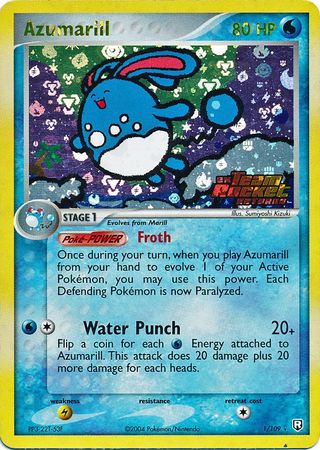 Azumarill 80 HP
EX
Team
Rocket
RETURNS
Illus. Sumiyoshi Kizuki
STAGE 1
Evolves from Marill
Poké-POWER Froth
Once during your turn, when you play Azumarill
from your hand to evolve 1 of your Active
Pokémon, you may use this power. Each
Defending Pokémon is now Paralyzed.
Water Punch 20+
Flip a coin for each Energy attached to
Azumarill. This attack does 20 damage plus 20
more damage for each heads.
weakness resistance retreat cost
©2004 Pokémon/Nintendo 1/109